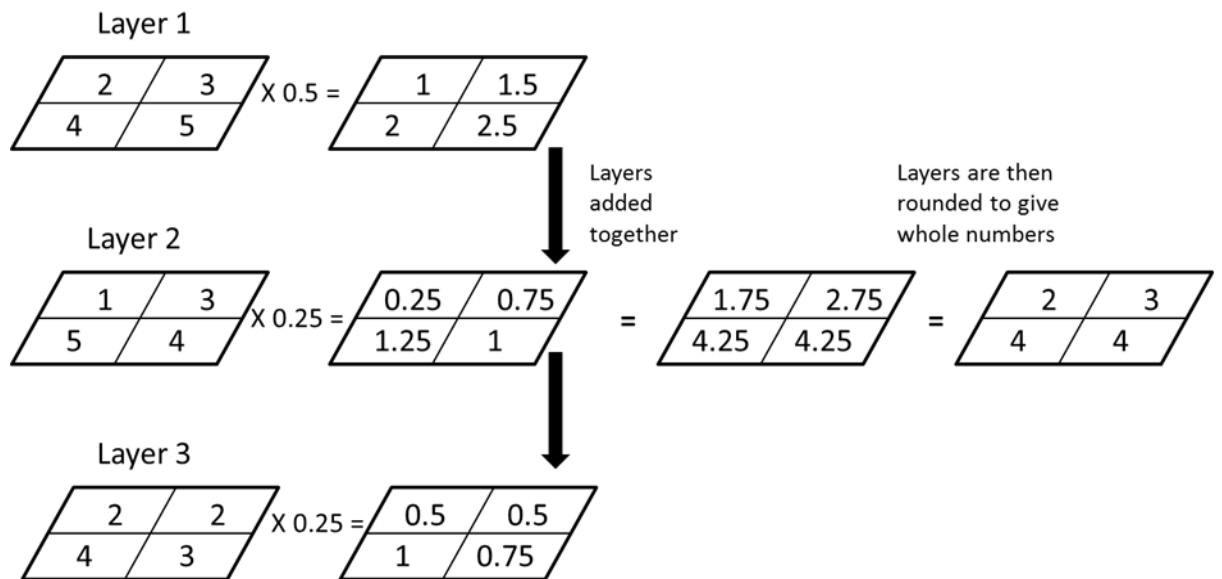 Layer 1
2 3
4 5
X 0.5 =
1 1.5
2 2.5
Layers
added
together
Layers are then
rounded to give
whole numbers
Layer 2
1 3
5 4
X 0.25 =
0.25 0.75
1.25 1
=
1.75 2.75
4.25 4.25
=
2 3
4 4
Layer 3
2 2
4 3
X 0.25 =
0.5 0.5
1 0.75